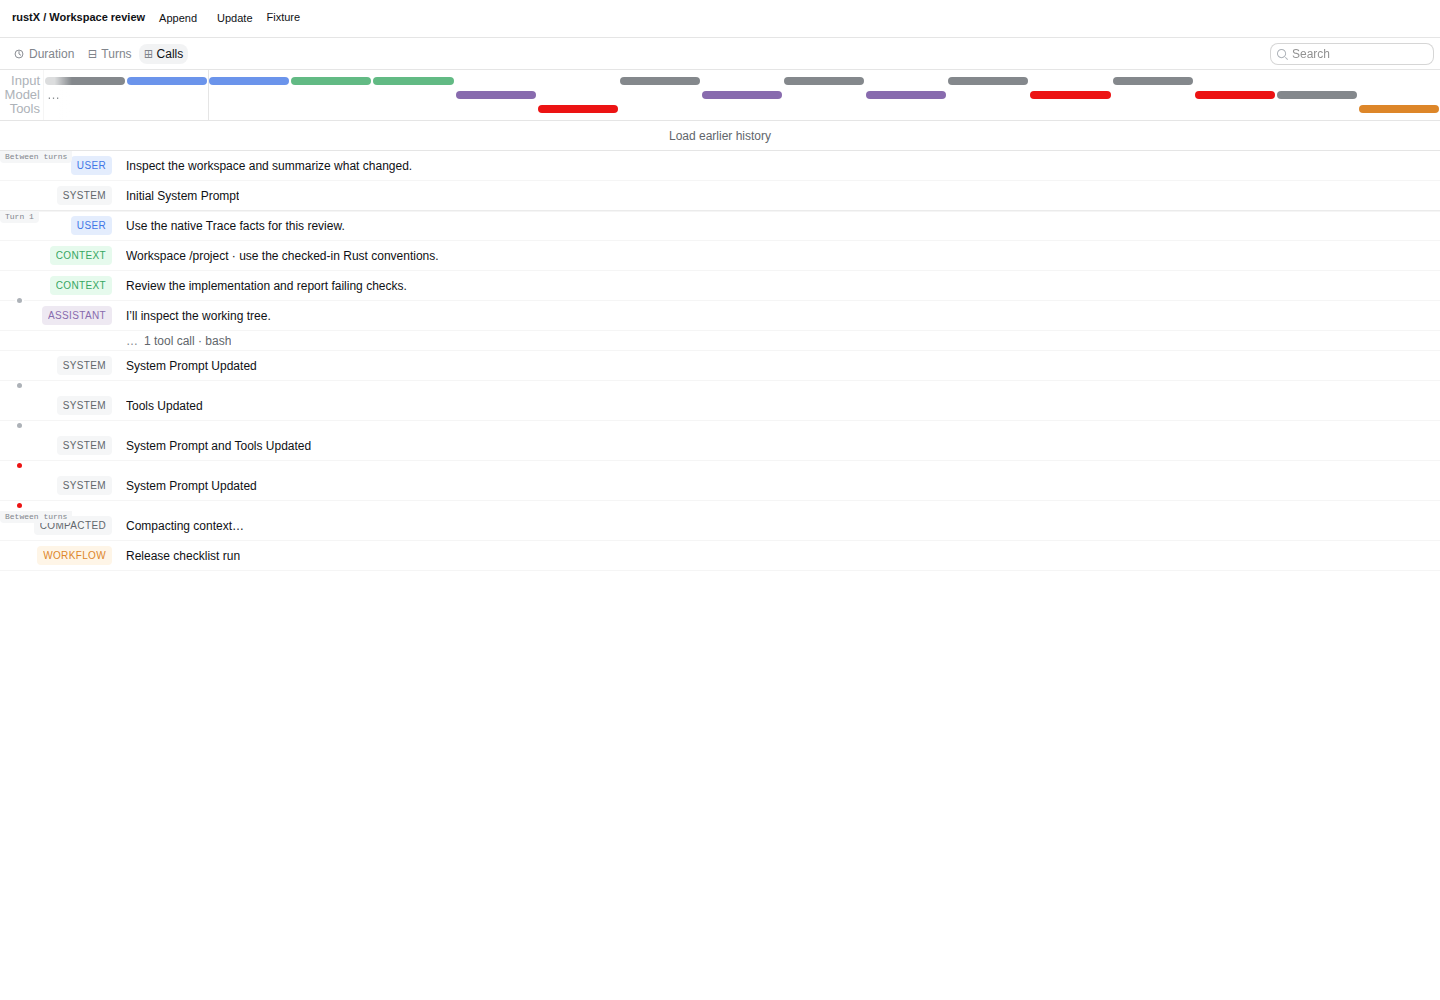 rustX / Workspace review Append Update Fixture
Duration Turns Calls Search
Input
Model ...
Tools
Load earlier history
Between turns
USER Inspect the workspace and summarize what changed.
SYSTEM Initial System Prompt
Turn 1
USER Use the native Trace facts for this review.
CONTEXT Workspace /project · use the checked-in Rust conventions.
CONTEXT Review the implementation and report failing checks.
ASSISTANT I’ll inspect the working tree.
… 1 tool call · bash
SYSTEM System Prompt Updated
SYSTEM Tools Updated
SYSTEM System Prompt and Tools Updated
SYSTEM System Prompt Updated
Between turns
COMPACTED Compacting context…
WORKFLOW Release checklist run